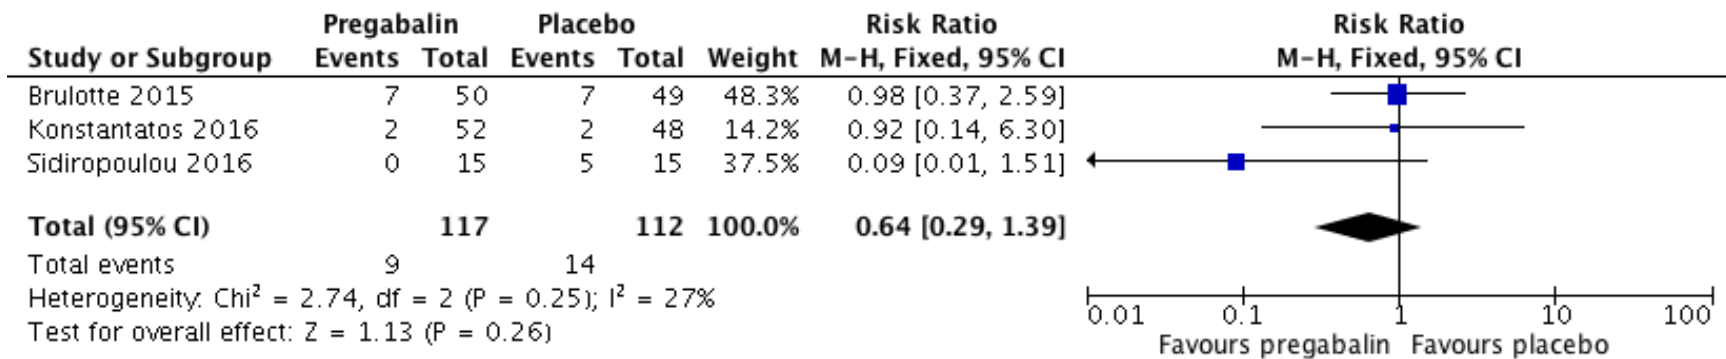 Pregabalin Placebo Risk Ratio Risk Ratio
Study or Subgroup Events Total Events Total Weight M-H, Fixed, 95% CI M-H, Fixed, 95% CI
Brulotte 2015 7 50 7 49 48.3% 0.98 [0.37, 2.59]
Konstantatos 2016 2 52 2 48 14.2% 0.92 [0.14, 6.30]
Sidiropoulou 2016 0 15 5 15 37.5% 0.09 [0.01, 1.51]
Total (95% CI) 117 112 100.0% 0.64 [0.29, 1.39]
Total events 9 14
Heterogeneity: Chi² = 2.74, df = 2 (P = 0.25); I² = 27%
Test for overall effect: Z = 1.13 (P = 0.26)
0.01 0.1 1 10 100
Favours pregabalin Favours placebo